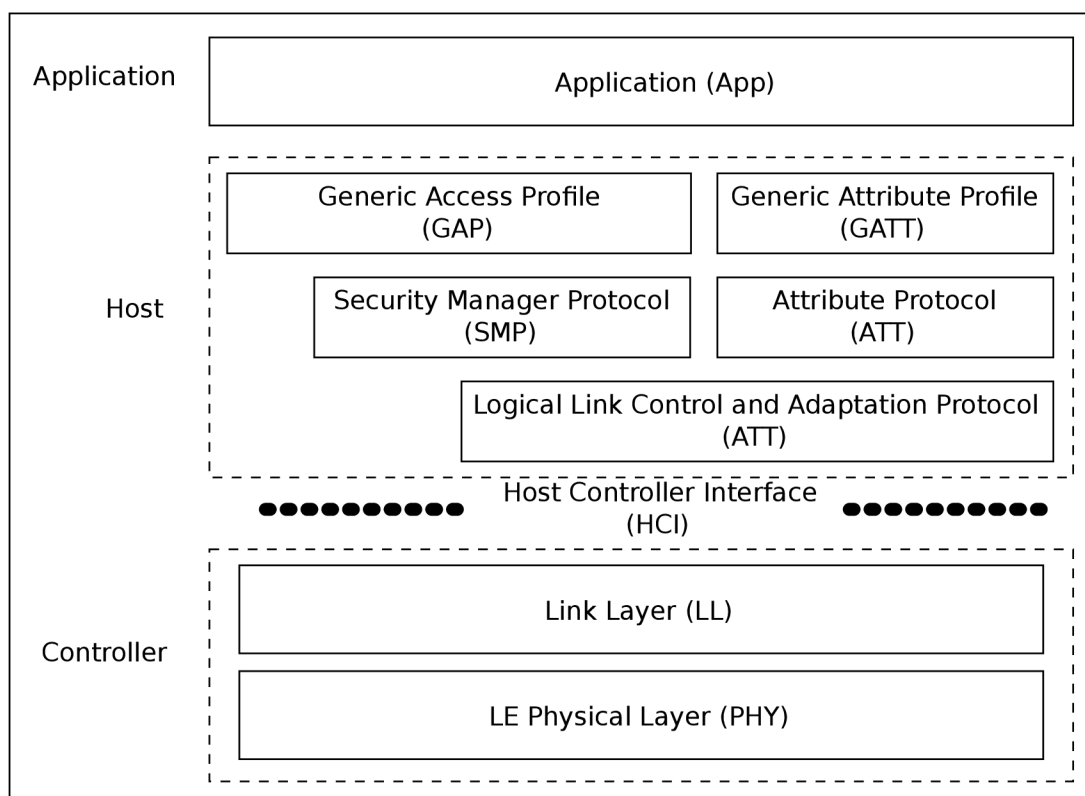 Application
Application (App)
Generic Access Profile
(GAP)
Generic Attribute Profile
(GATT)
Host
Security Manager Protocol
(SMP)
Attribute Protocol
(ATT)
Logical Link Control and Adaptation Protocol
(ATT)
Host Controller Interface
(HCI)
Controller
Link Layer (LL)
LE Physical Layer (PHY)